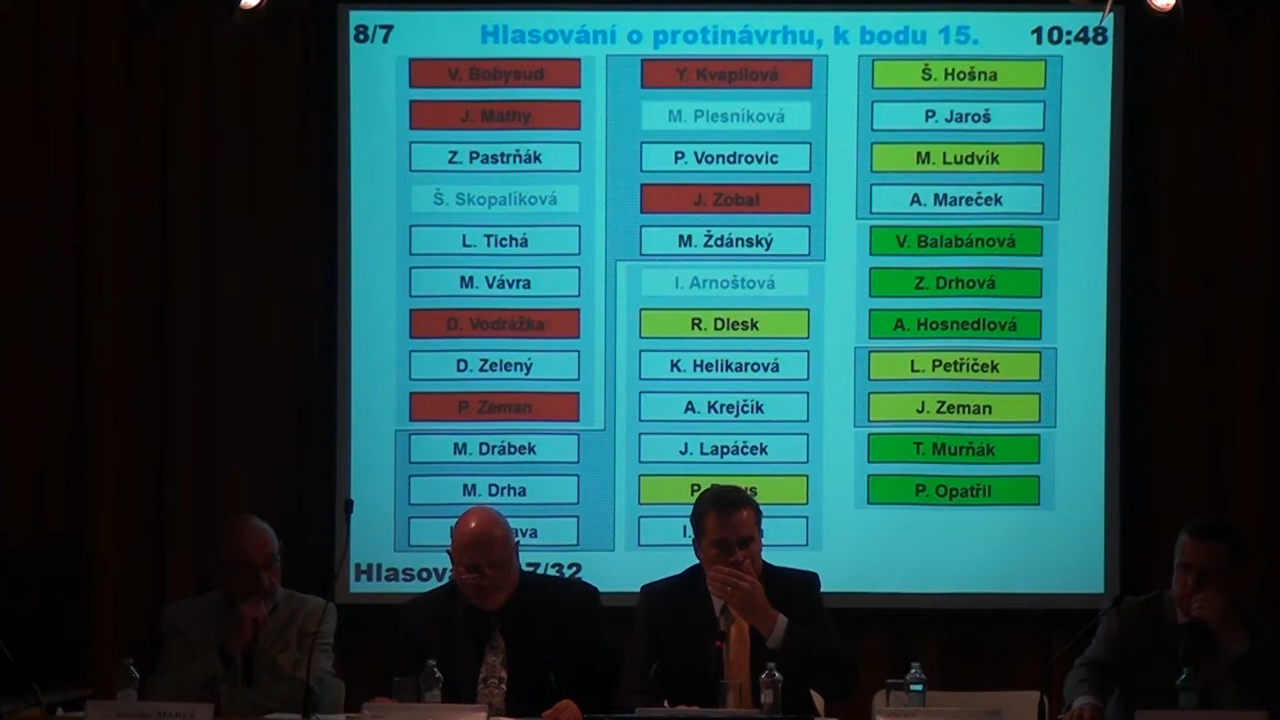 8/7 Hlasování o protinávrhu, k bodu 15. 10:48
V. Bobysud
J. Mathy
Z. Pastrňák
Š. Skopalíková
L. Tichá
M. Vávra
D. Vodrážka
D. Zelený
P. Zeman
M. Drábek
M. Drha
Y. Kvapilová
M. Plesníková
P. Vondrovic
J. Zobal
M. Ždánský
I. Arnoštová
R. Dlesk
K. Helikarová
A. Krejčík
J. Lapáček
P.
I.
Š. Hošna
P. Jaroš
M. Ludvík
A. Mareček
V. Balabánová
Z. Drhová
A. Hosnedlová
L. Petříček
J. Zeman
T. Murňák
P. Opatřil
7/32